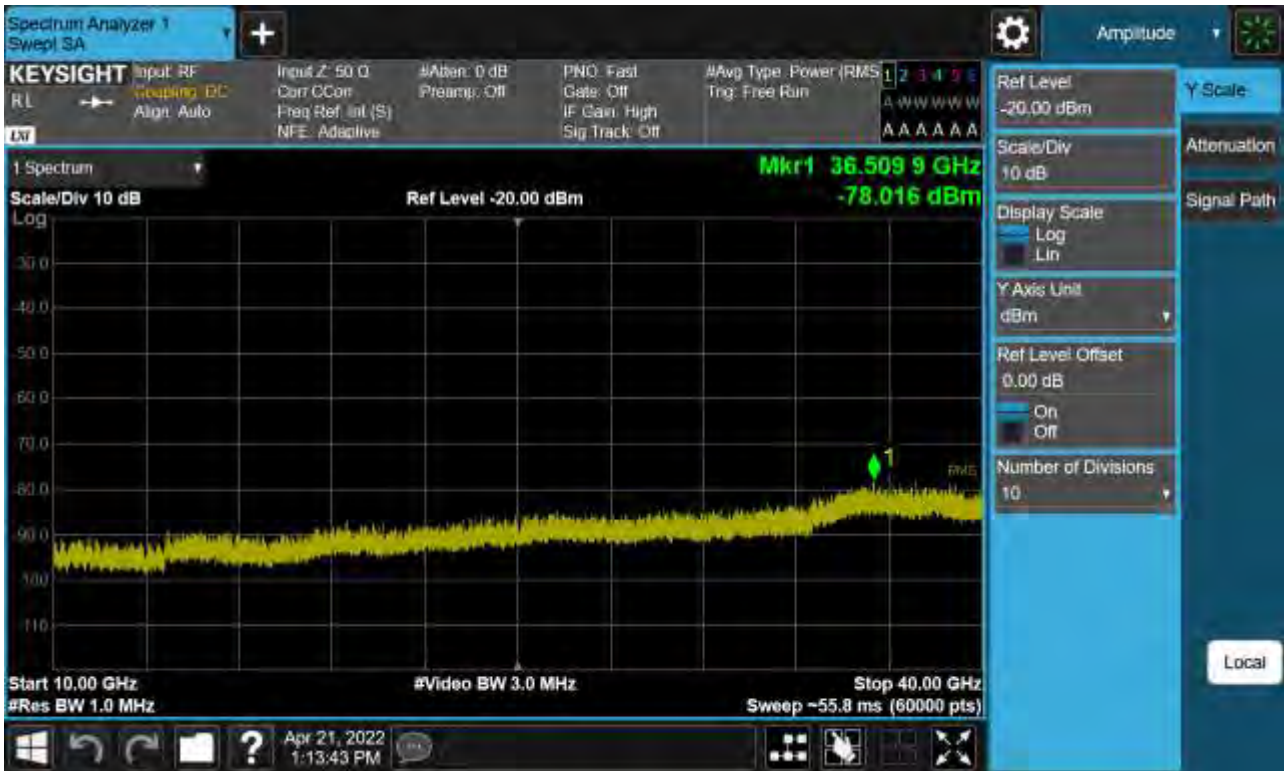 Spectrum Analyzer 1
Swept SA
+
Amplitude
KEYSIGHT
RL
LXI
Input: RF
Coupling: DC
Align: Auto
Input Z: 50 Ω
Corr CCorr
Freq Ref: Int (S)
NFE: Adaptive
#Atten: 0 dB
Preamp: Off
PNO: Fast
Gate: Off
IF Gain: High
Sig Track: Off
#Avg Type: Power (RMS
Trig: Free Run
1 2 3 4 5 6
A W W W W W
A A A A A A
1 Spectrum
Scale/Div 10 dB
Log
Ref Level -20.00 dBm
Mkr1 36.509 9 GHz
-78.016 dBm
-30.0
-40.0
-50.0
-60.0
-70.0
-80.0
-90.0
-100
-110
1
RMS
Start 10.00 GHz
#Res BW 1.0 MHz
#Video BW 3.0 MHz
Stop 40.00 GHz
Sweep ~55.8 ms (60000 pts)
Ref Level
-20.00 dBm
Scale/Div
10 dB
Display Scale
Log
Lin
Y Axis Unit
dBm
Ref Level Offset
0.00 dB
On
Off
Number of Divisions
10
Y Scale
Attenuation
Signal Path
Local
?
Apr 21, 2022
1:13:43 PM